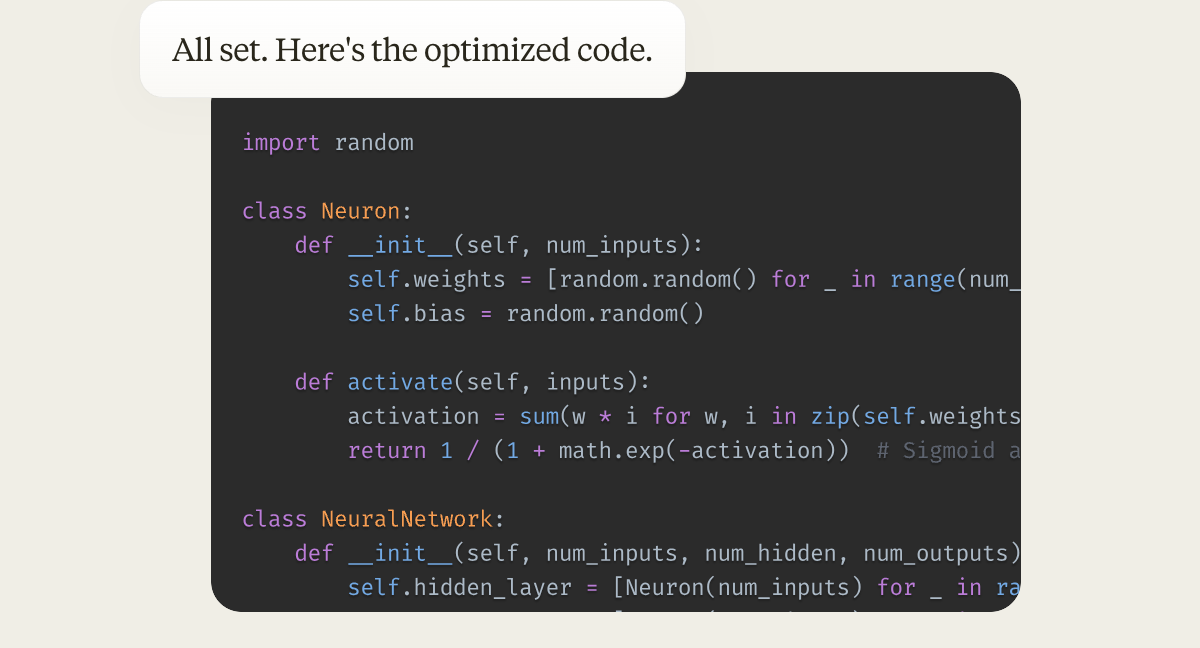 All set. Here's the optimized code.
import random
class Neuron:
    def __init__(self, num_inputs):
        self.weights = [random.random() for _ in range(num_
        self.bias = random.random()
    def activate(self, inputs):
        activation = sum(w * i for w, i in zip(self.weights
        return 1 / (1 + math.exp(-activation))  # Sigmoid a
class NeuralNetwork:
    def __init__(self, num_inputs, num_hidden, num_outputs)
        self.hidden_layer = [Neuron(num_inputs) for _ in ra